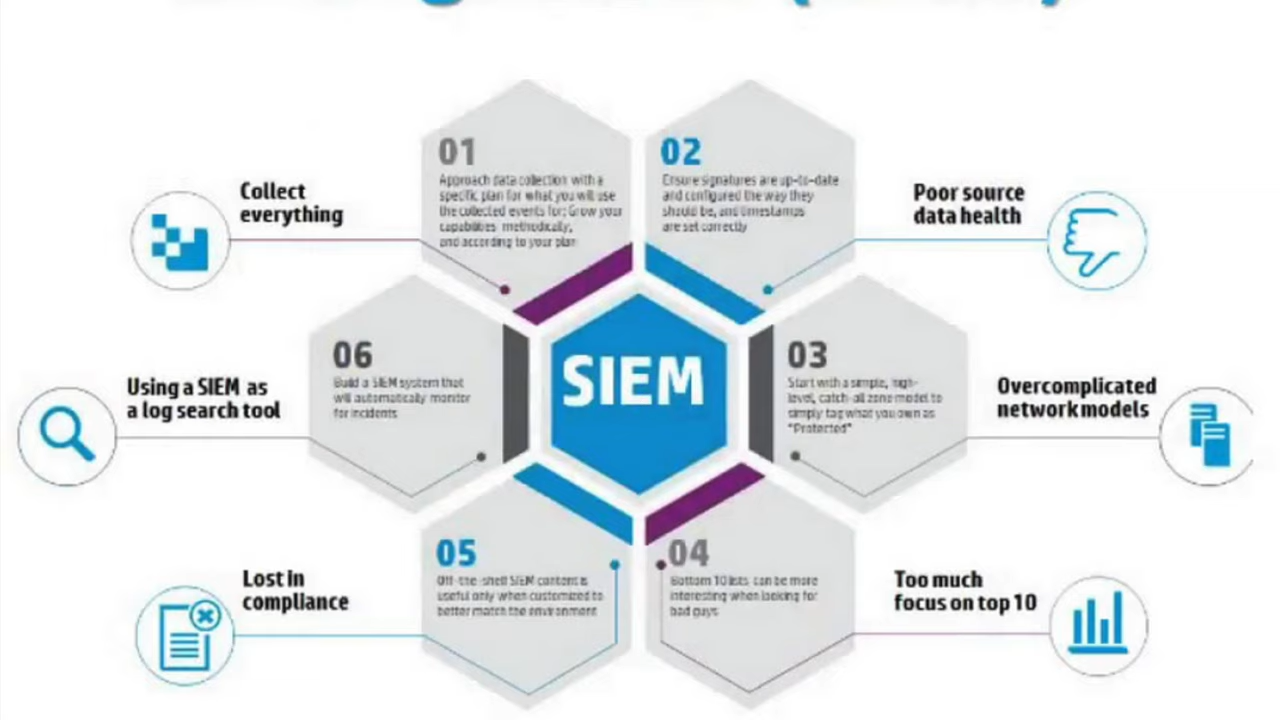 Collect
everything
01
Approach data collection with a
specific plan for what you will use
the collected events for; Grow your
capabilities methodically,
and according to your plan
02
Ensure signatures are up-to-date
and configured the way they
should be, and timestamps
are set correctly
Poor source
data health
Using a SIEM as
a log search tool
06
Build a SIEM system that
will automatically monitor
for incidents
SIEM
03
Start with a simple, high-
level, catch-all zone model to
simply tag what you own as
"Protected"
Overcomplicated
network models
Lost in
compliance
05
Off-the-shelf SIEM content is
useful only when customized to
better match the environment
04
Bottom 10 lists can be more
interesting when looking for
bad guys
Too much
focus on top 10